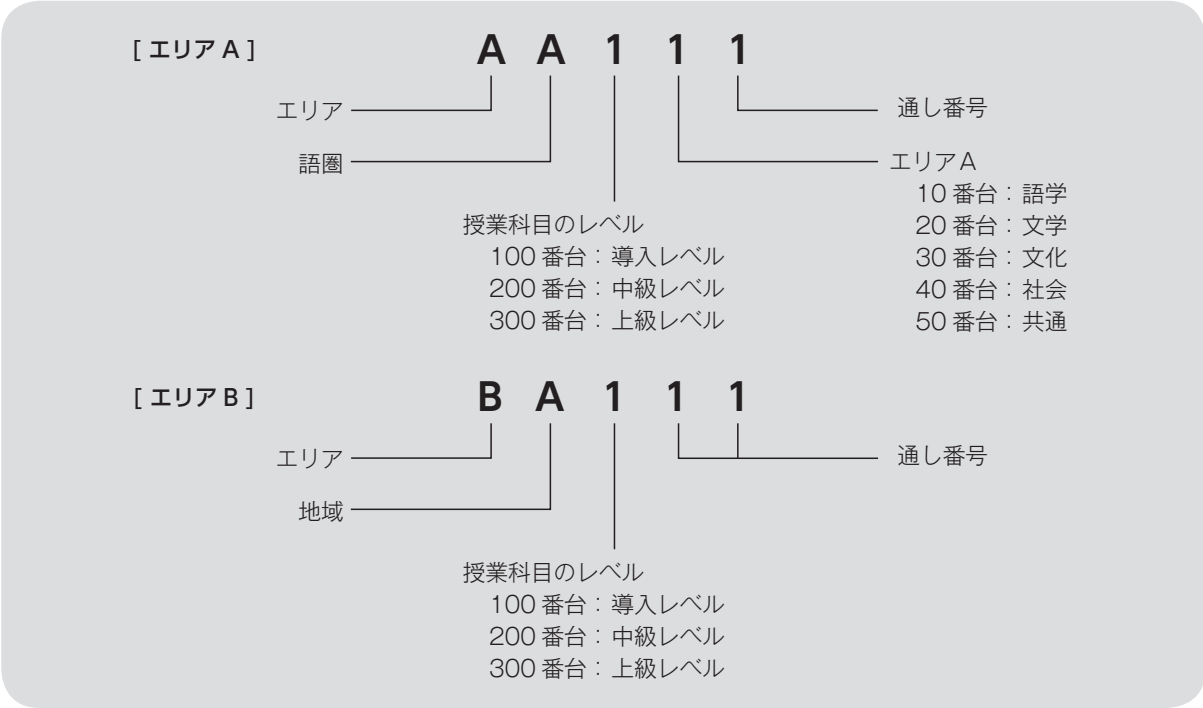 [ エリア A ]
A A 1 1 1
エリア
通し番号
語圏
エリアA
10 番台：語学
20 番台：文学
30 番台：文化
40 番台：社会
50 番台：共通
授業科目のレベル
100 番台：導入レベル
200 番台：中級レベル
300 番台：上級レベル
[ エリア B ]
B A 1 1 1
エリア
通し番号
地域
授業科目のレベル
100 番台：導入レベル
200 番台：中級レベル
300 番台：上級レベル